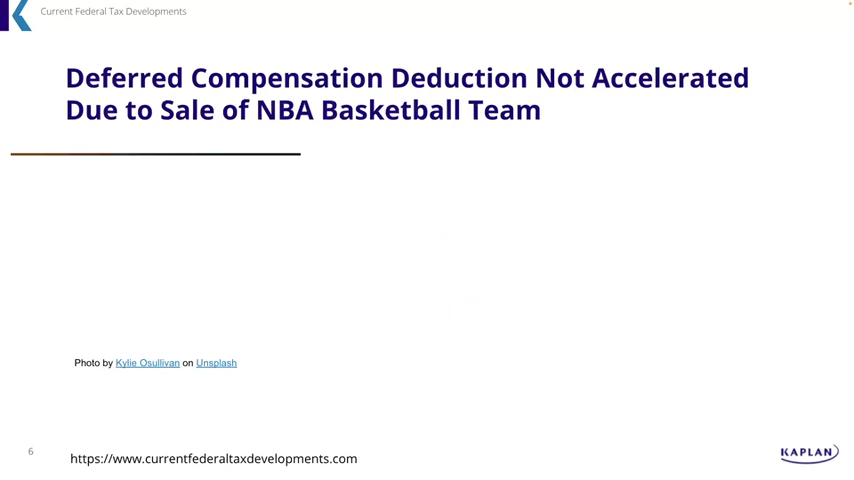 Current Federal Tax Developments
Deferred Compensation Deduction Not Accelerated
Due to Sale of NBA Basketball Team
Photo by Kylie Osullivan on Unsplash
6
https://www.currentfederaltaxdevelopments.com
KAPLAN